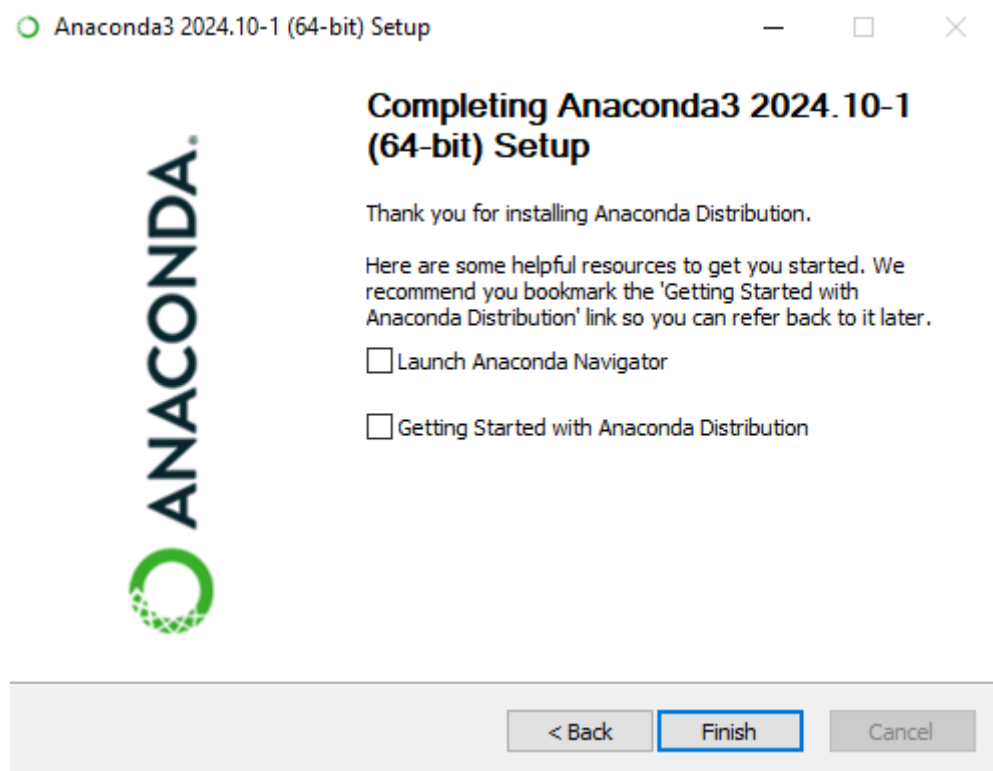 Anaconda3 2024.10-1 (64-bit) Setup
Completing Anaconda3 2024.10-1
(64-bit) Setup
Thank you for installing Anaconda Distribution.
Here are some helpful resources to get you started. We
recommend you bookmark the 'Getting Started with
Anaconda Distribution' link so you can refer back to it later.
Launch Anaconda Navigator
Getting Started with Anaconda Distribution
ANACONDA.
< Back
Finish
Cancel